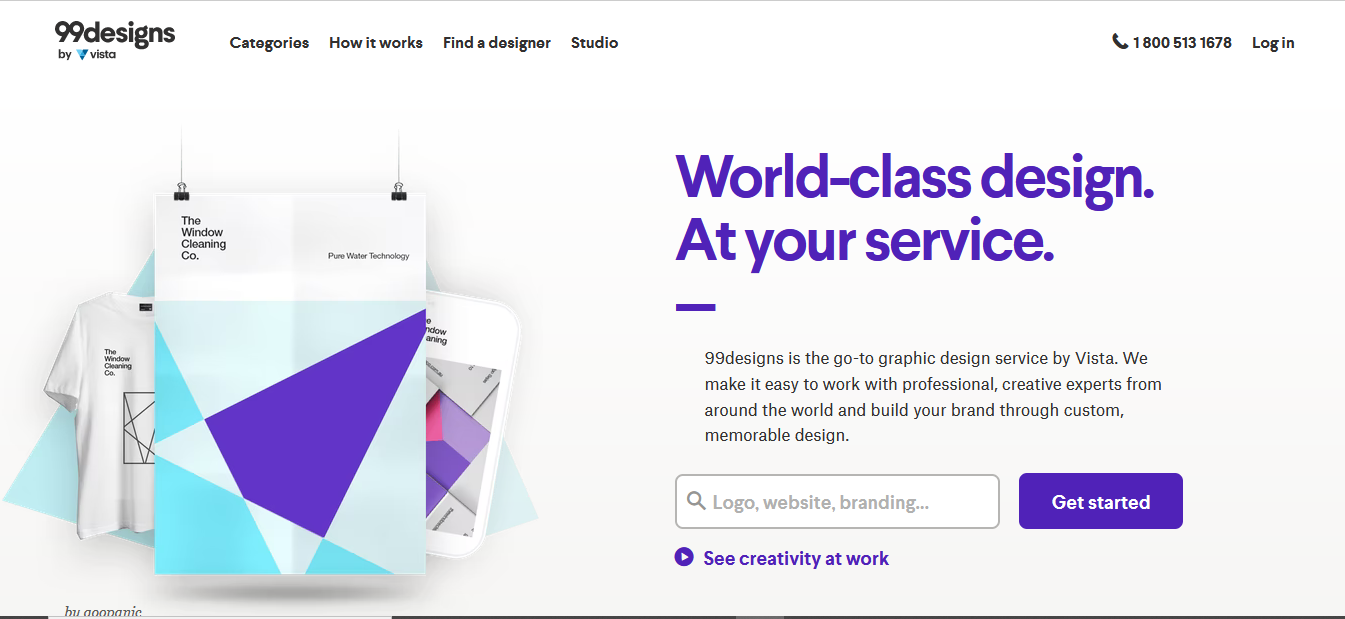 99designs
by vista
Categories
How it works
Find a designer
Studio
1 800 513 1678
Log in
The
Window
Cleaning
Co.
Pure Water Technology
The
Window
Cleaning
Co.
World-class design.
At your service.
99designs is the go-to graphic design service by Vista. We
make it easy to work with professional, creative experts from
around the world and build your brand through custom,
memorable design.
Logo, website, branding...
Get started
See creativity at work
by goopanic